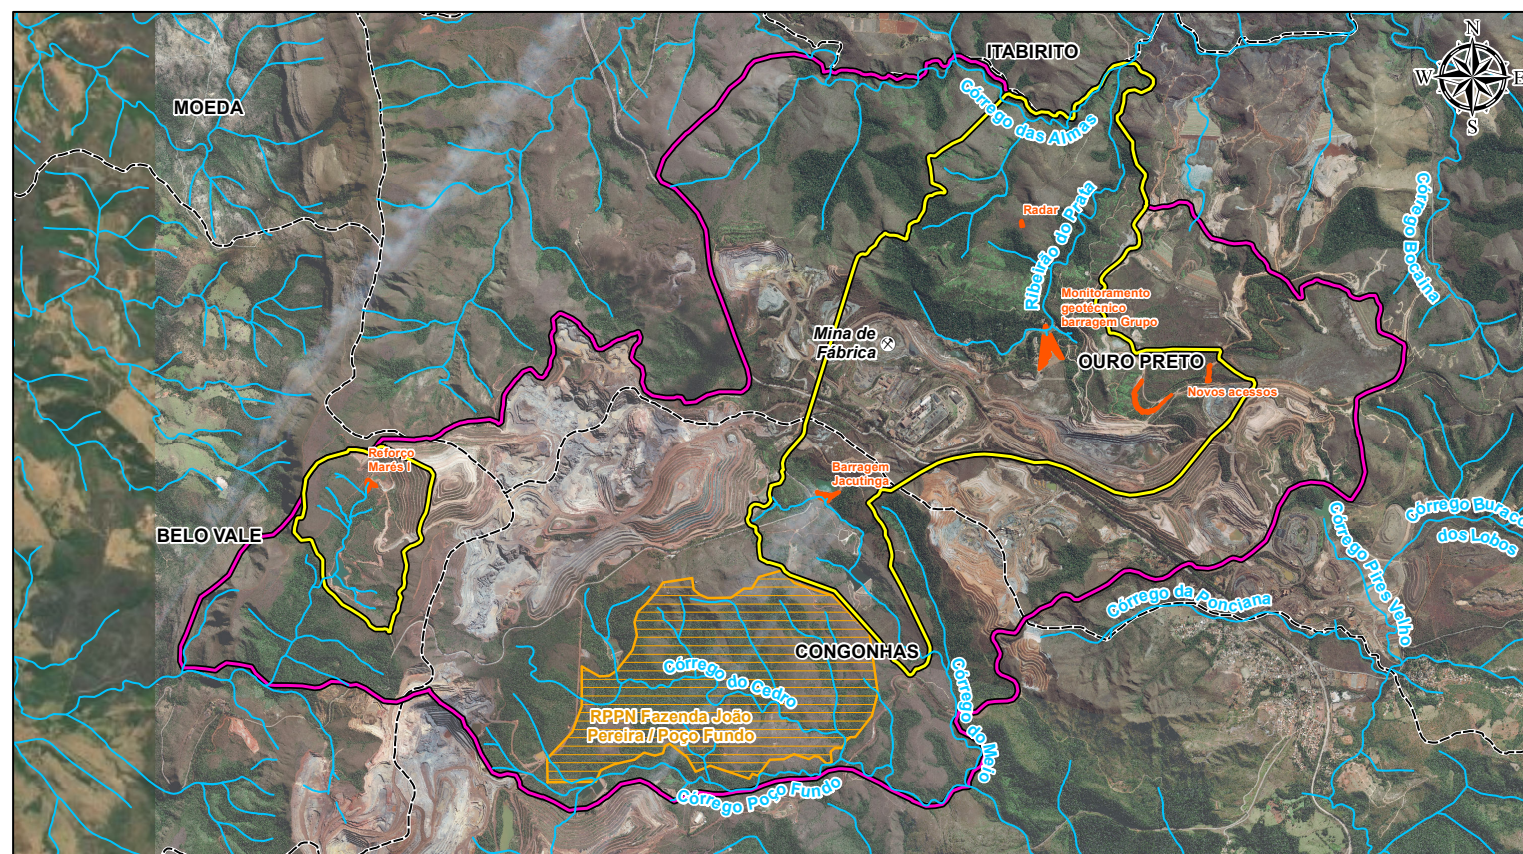 N
W
E
S
ITABIRITO
MOEDA
Córrego das Almas
Córrego Bocaina
Radar
Ribeirão do Prata
Monitoramento
geotécnico
barragem Grupo
Mina de
Fábrica
OURO PRETO
Novos acessos
Reforço
Marés I
Barragem
Jacutinga
BELO VALE
Córrego Buraco
dos Lobos
Córrego Pires Velho
Córrego da Ponciana
CONGONHAS
Córrego do Cedro
Córrego do Meio
RPPN Fazenda João
Pereira / Poço Fundo
Córrego Poço Fundo